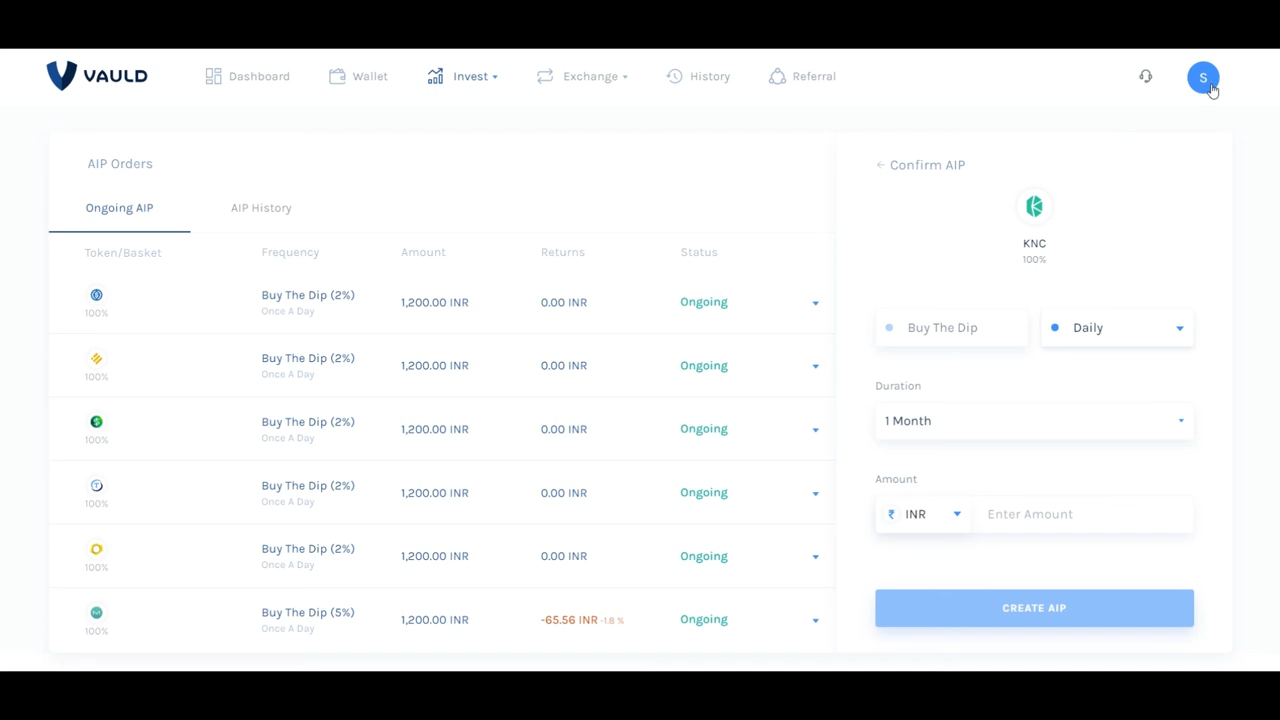 VAULD
Dashboard Wallet Invest Exchange History Referral S
AIP Orders
Ongoing AIP AIP History
Token/Basket Frequency Amount Returns Status
100% Buy The Dip (2%) 1,200.00 INR 0.00 INR Ongoing
Once A Day
100% Buy The Dip (2%) 1,200.00 INR 0.00 INR Ongoing
Once A Day
100% Buy The Dip (2%) 1,200.00 INR 0.00 INR Ongoing
Once A Day
100% Buy The Dip (2%) 1,200.00 INR 0.00 INR Ongoing
Once A Day
100% Buy The Dip (2%) 1,200.00 INR 0.00 INR Ongoing
Once A Day
100% Buy The Dip (5%) 1,200.00 INR -65.56 INR -1.8 % Ongoing
Once A Day
← Confirm AIP
KNC
100%
Buy The Dip Daily
Duration
1 Month
Amount
₹ INR Enter Amount
CREATE AIP